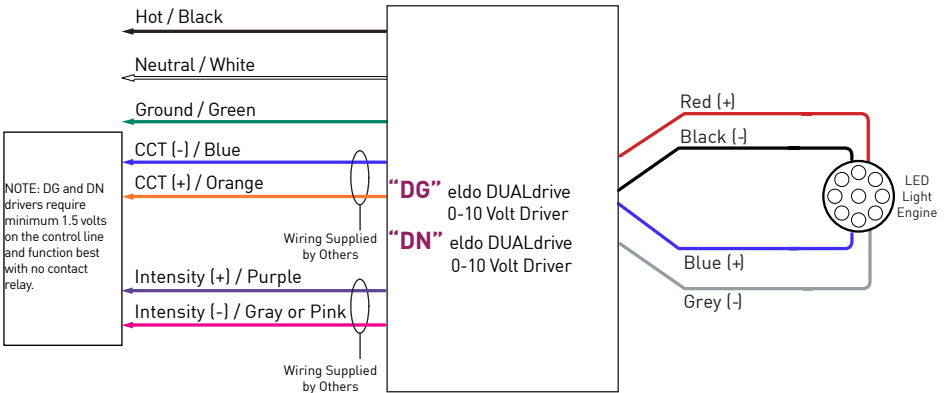 Hot / Black
Neutral / White
Ground / Green
CCT (-) / Blue
CCT (+) / Orange
Wiring Supplied
by Others
Intensity (+) / Purple
Intensity (-) / Gray or Pink
Wiring Supplied
by Others
NOTE: DG and DN
drivers require
minimum 1.5 volts
on the control line
and function best
with no contact
relay.
“DG” eldo DUALdrive
0-10 Volt Driver
“DN” eldo DUALdrive
0-10 Volt Driver
Red (+)
Black (-)
Blue (+)
Grey (-)
LED
Light
Engine